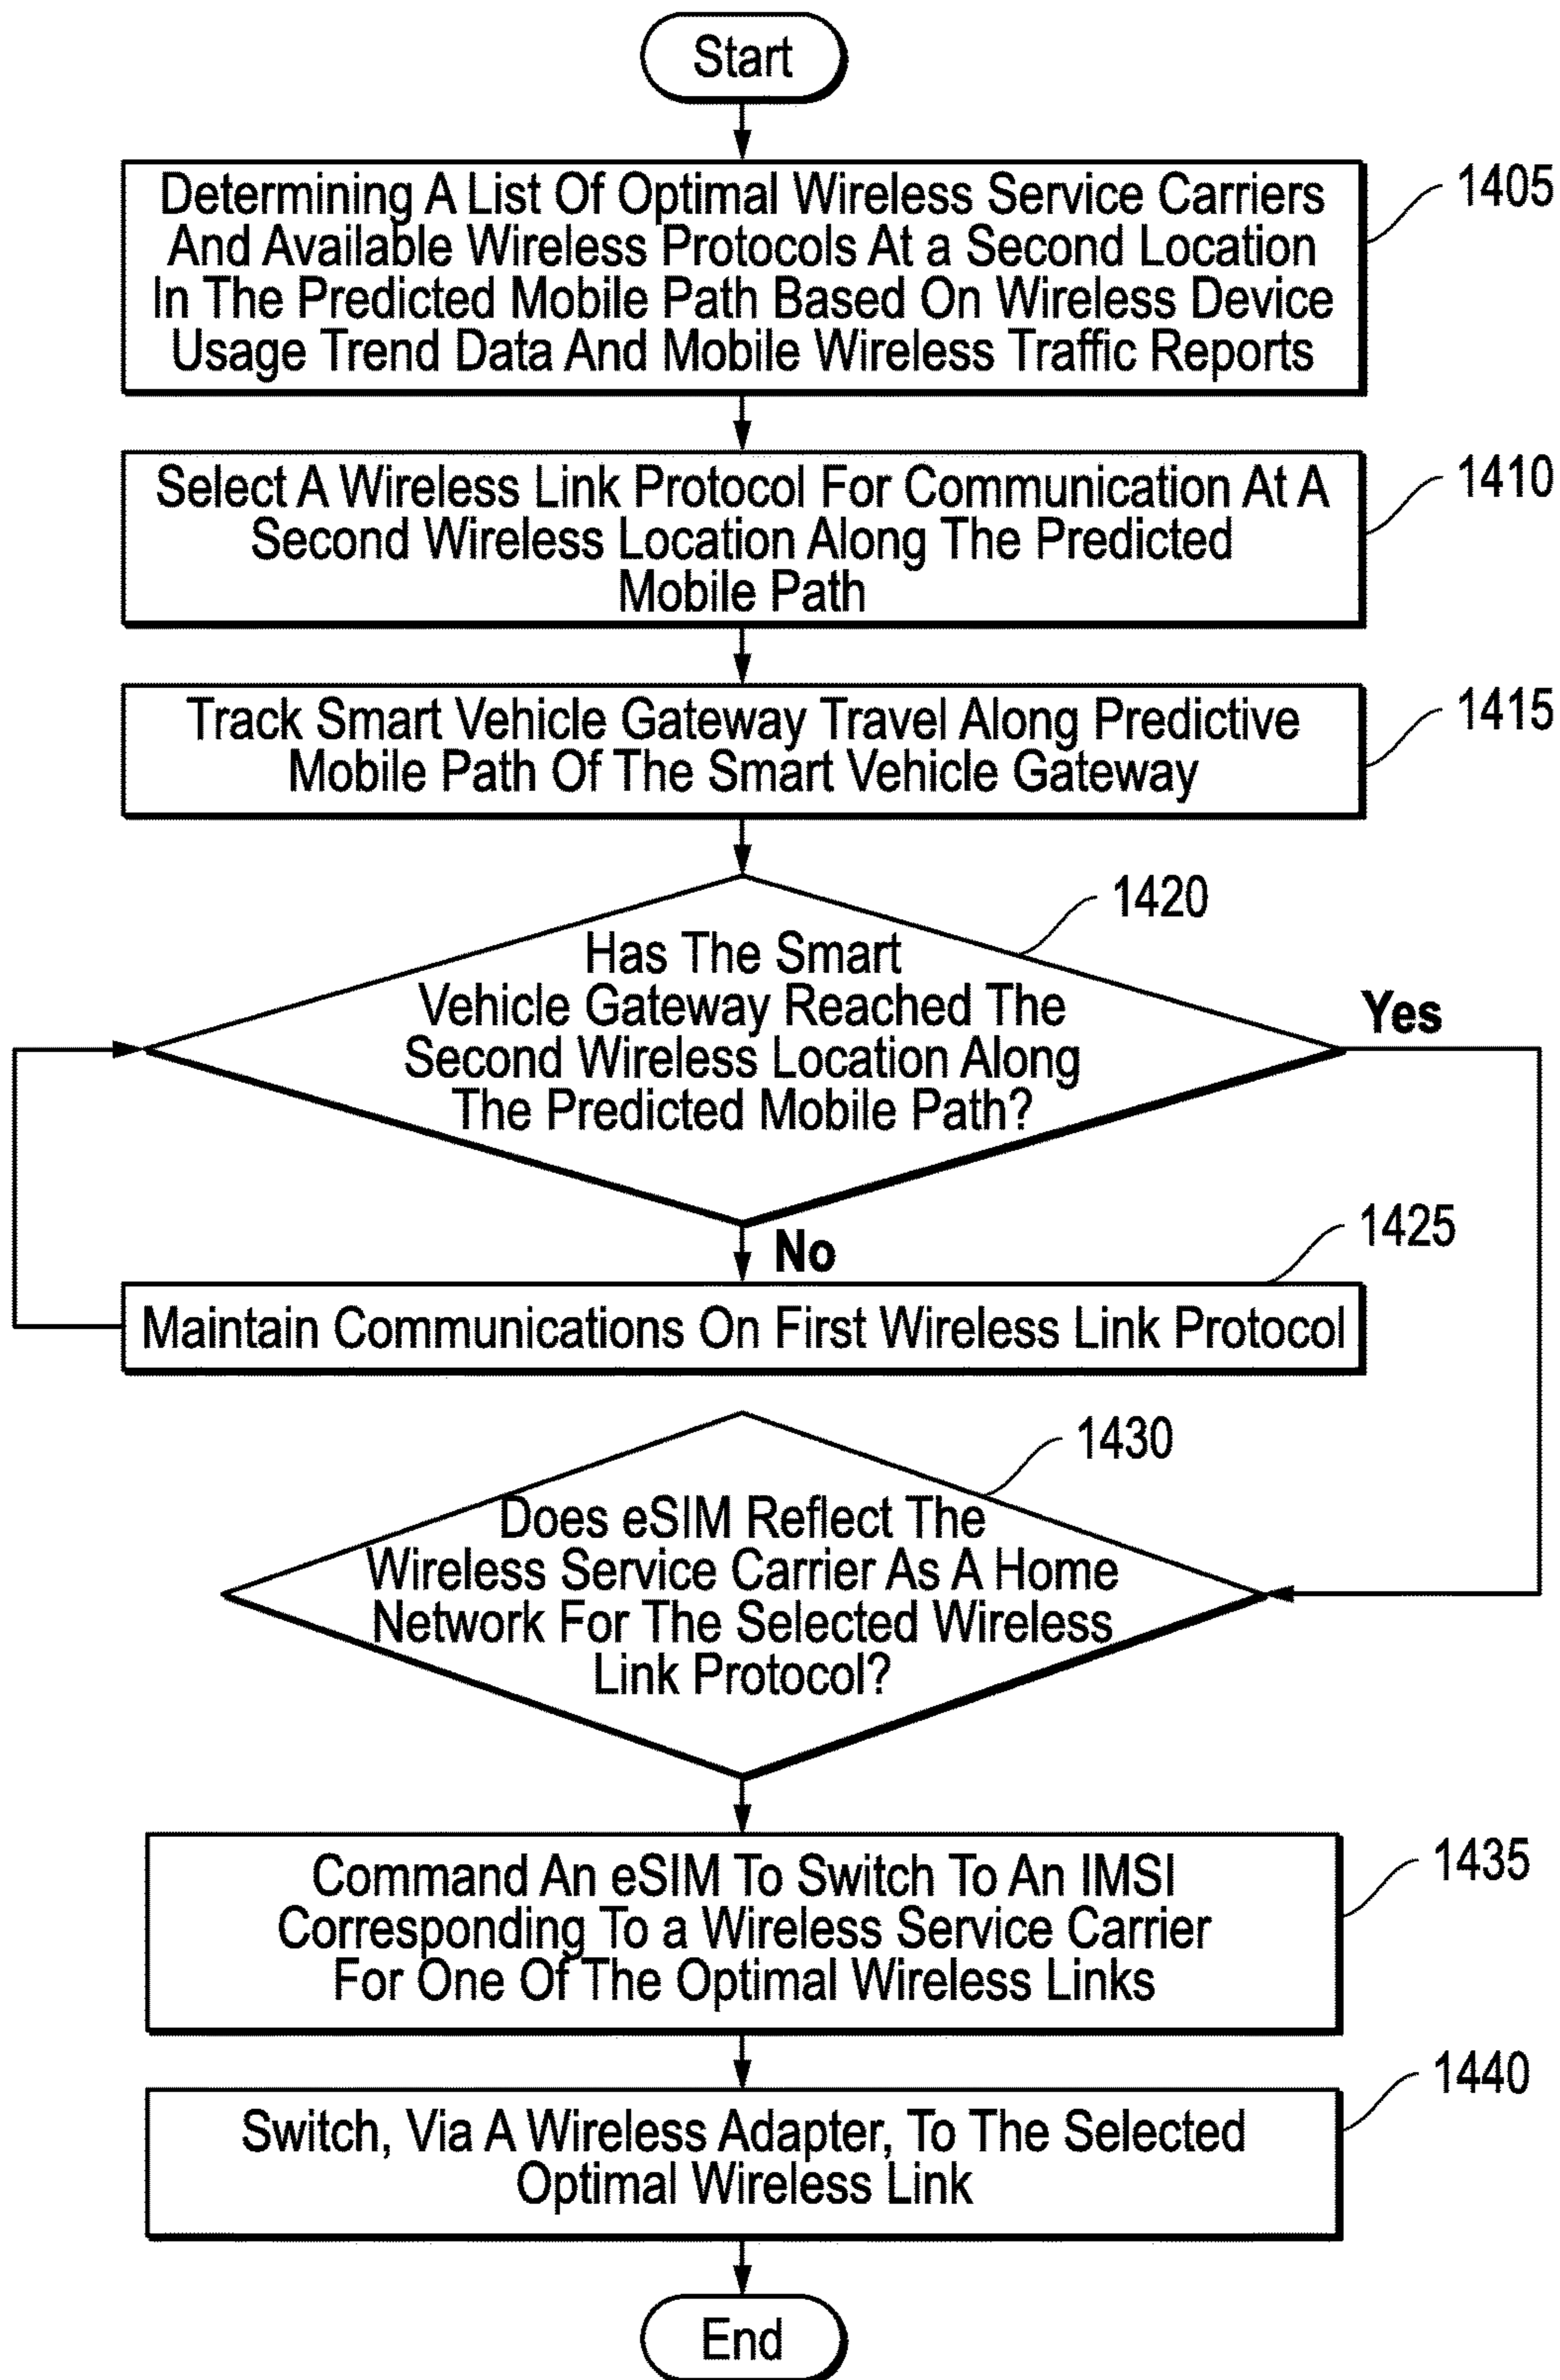 Start
Determining A List Of Optimal Wireless Service Carriers
And Available Wireless Protocols At a Second Location
In The Predicted Mobile Path Based On Wireless Device
Usage Trend Data And Mobile Wireless Traffic Reports
1405
Select A Wireless Link Protocol For Communication At A
Second Wireless Location Along The Predicted
Mobile Path
1410
Track Smart Vehicle Gateway Travel Along Predictive
Mobile Path Of The Smart Vehicle Gateway
1415
1420
Has The Smart
Vehicle Gateway Reached The
Second Wireless Location Along
The Predicted Mobile Path?
Yes
No
1425
Maintain Communications On First Wireless Link Protocol
1430
Does eSIM Reflect The
Wireless Service Carrier As A Home
Network For The Selected Wireless
Link Protocol?
Command An eSIM To Switch To An IMSI
Corresponding To a Wireless Service Carrier
For One Of The Optimal Wireless Links
1435
Switch, Via A Wireless Adapter, To The Selected
Optimal Wireless Link
1440
End